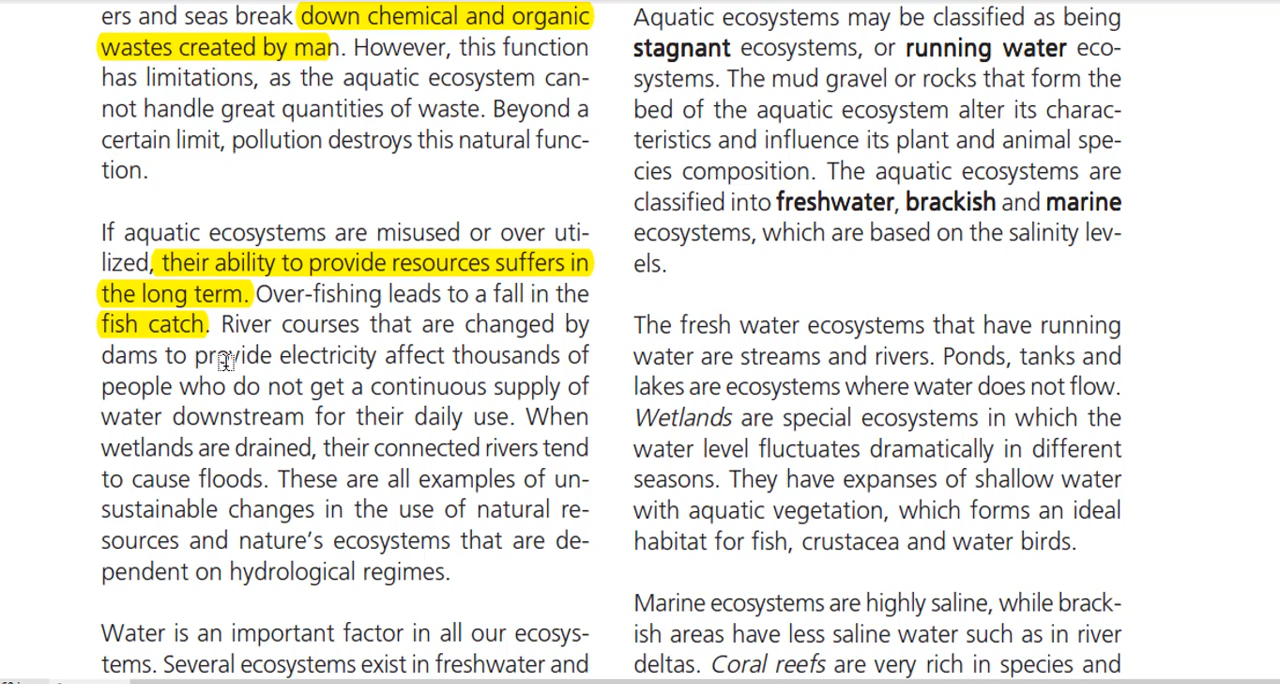 ers and seas break down chemical and organic
wastes created by man. However, this function
has limitations, as the aquatic ecosystem can-
not handle great quantities of waste. Beyond a
certain limit, pollution destroys this natural func-
tion.
If aquatic ecosystems are misused or over uti-
lized, their ability to provide resources suffers in
the long term. Over-fishing leads to a fall in the
fish catch. River courses that are changed by
dams to provide electricity affect thousands of
people who do not get a continuous supply of
water downstream for their daily use. When
wetlands are drained, their connected rivers tend
to cause floods. These are all examples of un-
sustainable changes in the use of natural re-
sources and nature’s ecosystems that are de-
pendent on hydrological regimes.
Water is an important factor in all our ecosys-
tems. Several ecosystems exist in freshwater and
Aquatic ecosystems may be classified as being
stagnant ecosystems, or running water eco-
systems. The mud gravel or rocks that form the
bed of the aquatic ecosystem alter its charac-
teristics and influence its plant and animal spe-
cies composition. The aquatic ecosystems are
classified into freshwater, brackish and marine
ecosystems, which are based on the salinity lev-
els.
The fresh water ecosystems that have running
water are streams and rivers. Ponds, tanks and
lakes are ecosystems where water does not flow.
Wetlands are special ecosystems in which the
water level fluctuates dramatically in different
seasons. They have expanses of shallow water
with aquatic vegetation, which forms an ideal
habitat for fish, crustacea and water birds.
Marine ecosystems are highly saline, while brack-
ish areas have less saline water such as in river
deltas. Coral reefs are very rich in species and